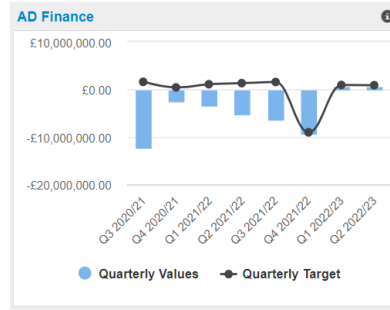 AD Finance
£10,000,000.00
£0.00
-£10,000,000.00
-£20,000,000.00
Q3 2020/21
Q4 2020/21
Q1 2021/22
Q2 2021/22
Q3 2021/22
Q4 2021/22
Q1 2022/23
Q2 2022/23
Quarterly Values
Quarterly Target